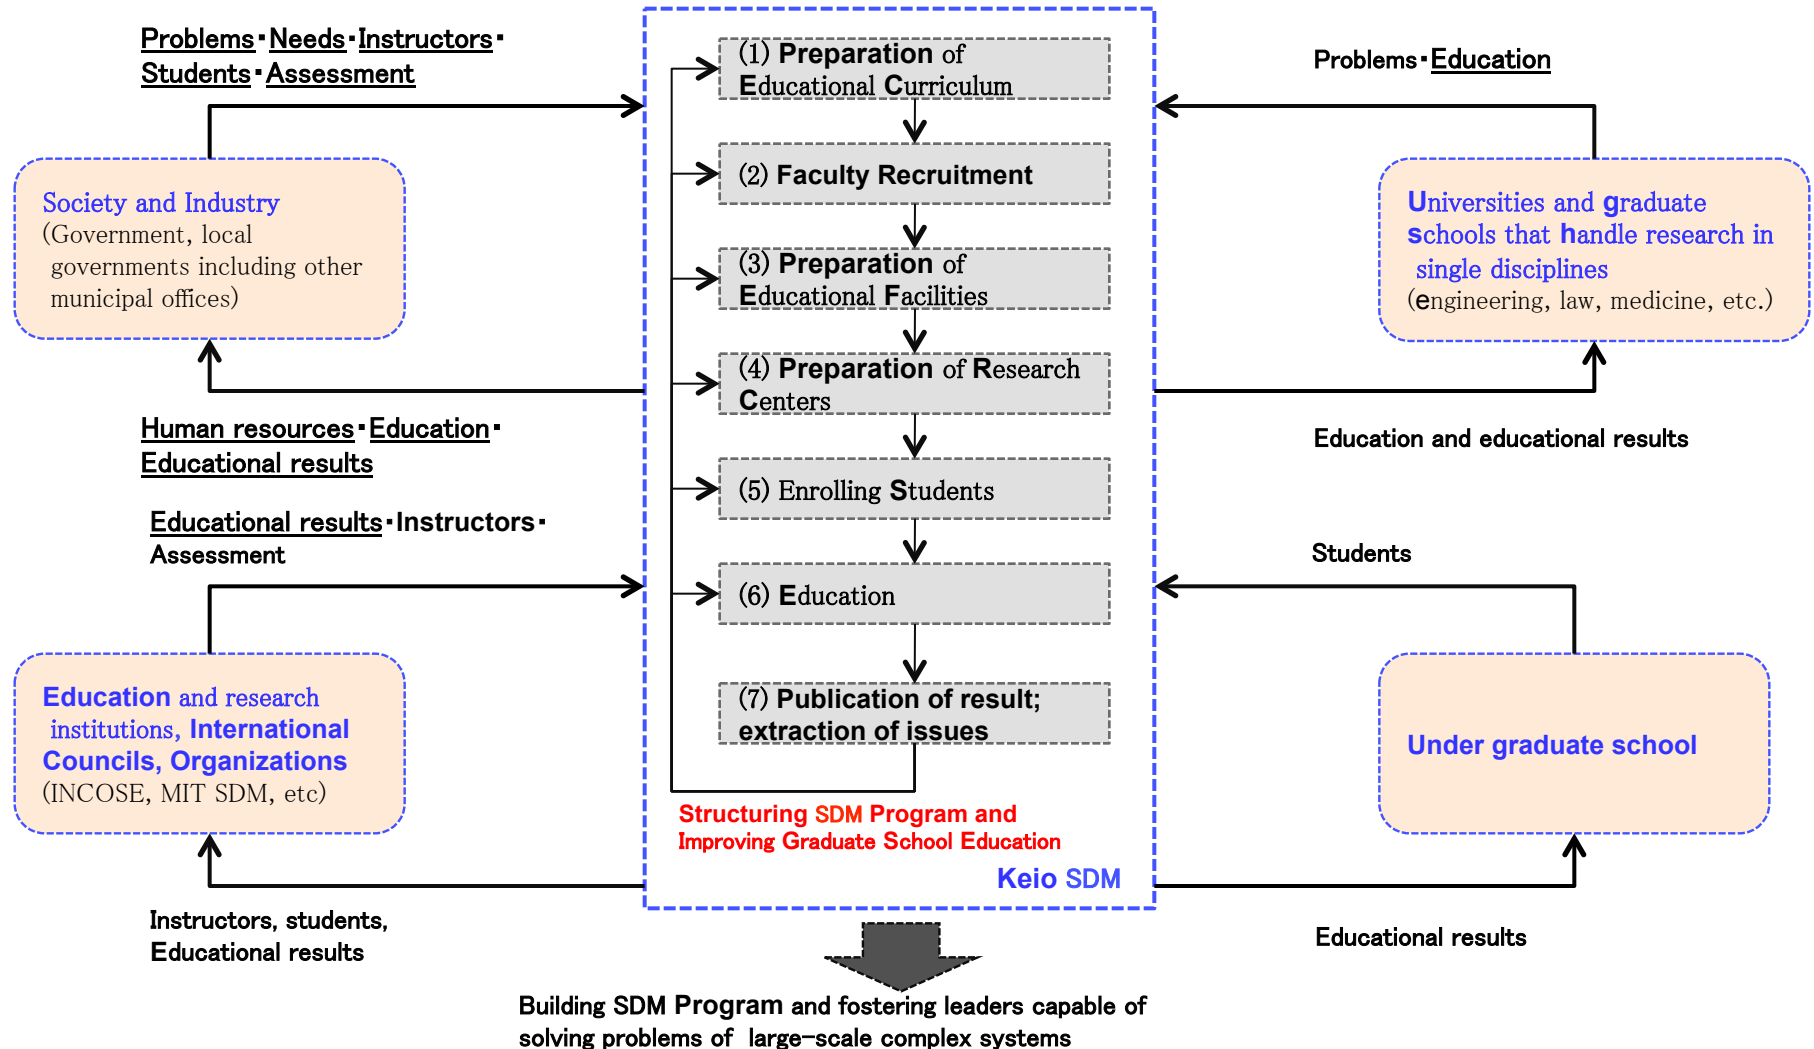 Problems・Needs・Instructors・
Students・Assessment
Society and Industry
(Government, local
governments including other
municipal offices)
Human resources・Education・
Educational results
Educational results・Instructors・
Assessment
Education and research
institutions, International
Councils, Organizations
(INCOSE, MIT SDM, etc)
Instructors, students,
Educational results
(1) Preparation of
Educational Curriculum
(2) Faculty Recruitment
(3) Preparation of
Educational Facilities
(4) Preparation of Research
Centers
(5) Enrolling Students
(6) Education
(7) Publication of result;
extraction of issues
Structuring SDM Program and
Improving Graduate School Education
Keio SDM
Problems・Education
Universities and graduate
schools that handle research in
single disciplines
(engineering, law, medicine, etc.)
Education and educational results
Students
Under graduate school
Educational results
Building SDM Program and fostering leaders capable of
solving problems of large-scale complex systems